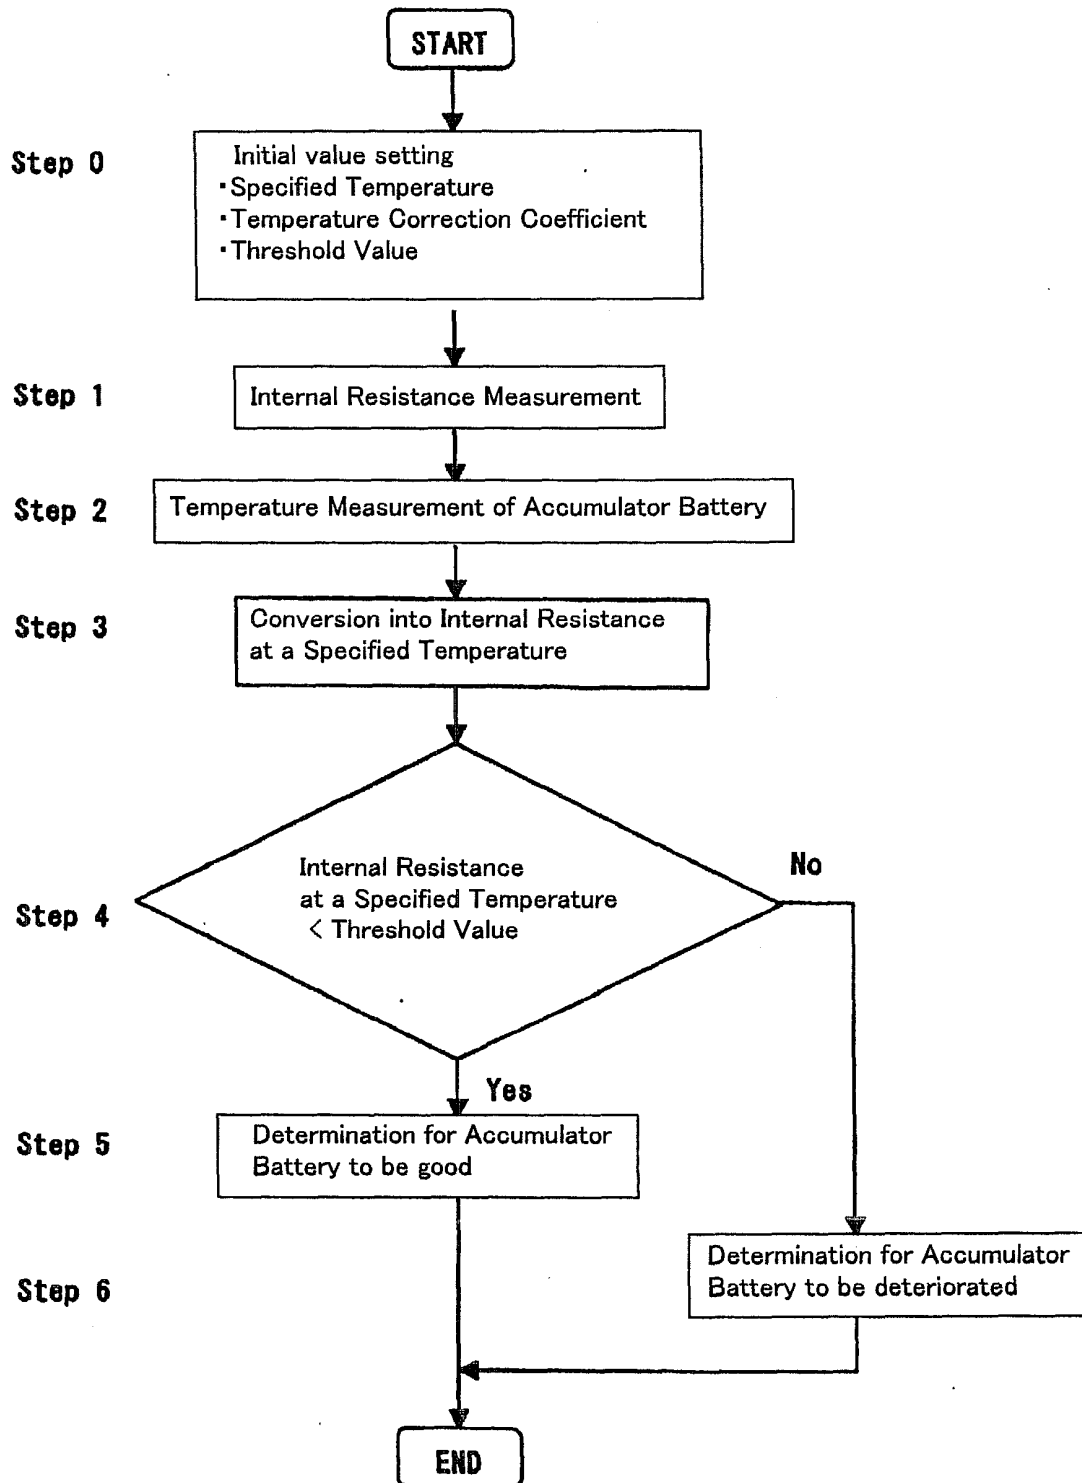 START
Step 0
Initial value setting
・Specified Temperature
・Temperature Correction Coefficient
・Threshold Value
Step 1
Internal Resistance Measurement
Step 2
Temperature Measurement of Accumulator Battery
Step 3
Conversion into Internal Resistance
at a Specified Temperature
Step 4
Internal Resistance
at a Specified Temperature
< Threshold Value
No
Yes
Step 5
Determination for Accumulator
Battery to be good
Step 6
Determination for Accumulator
Battery to be deteriorated
END